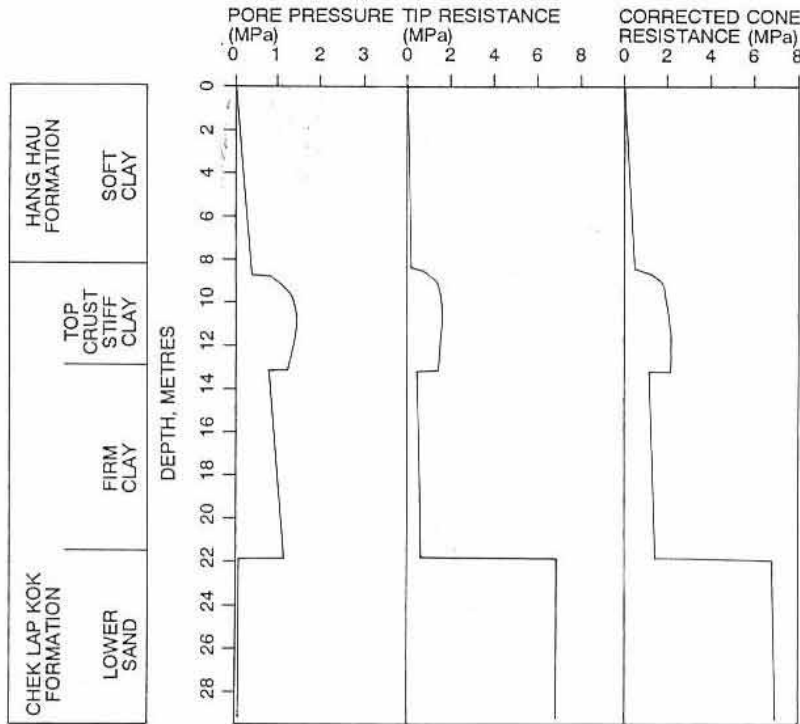 PORE PRESSURE
(MPa)
0 1 2 3
TIP RESISTANCE
(MPa)
0 2 4 6 8
CORRECTED CONE
RESISTANCE (MPa)
0 2 4 6 8
HANG HAU
FORMATION
SOFT
CLAY
TOP
CRUST
STIFF
CLAY
FIRM
CLAY
CHEK LAP KOK
FORMATION
LOWER
SAND
DEPTH, METRES
0
2
4
6
8
10
12
14
16
18
20
22
24
26
28